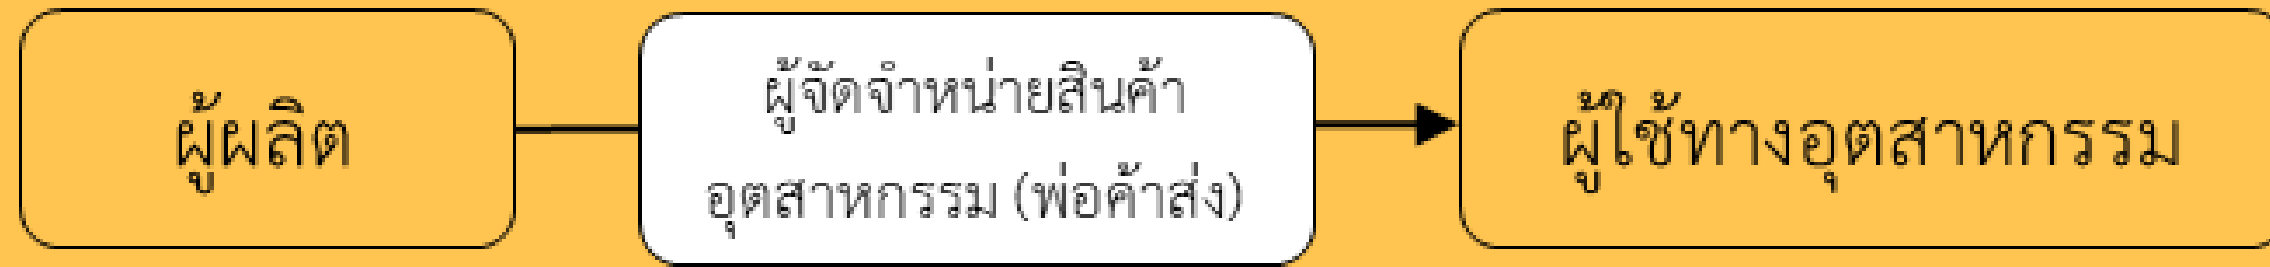 ผู้ผลิต
ผู้จัดจำหน่ายสินค้า
อุตสาหกรรม (พ่อค้าส่ง)
ผู้ใช้ทางอุตสาหกรรม